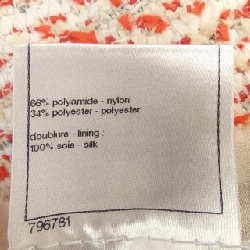 66% polyamide - nylon
34% polyester - polyester
doublure - lining :
100% soie - silk
796781